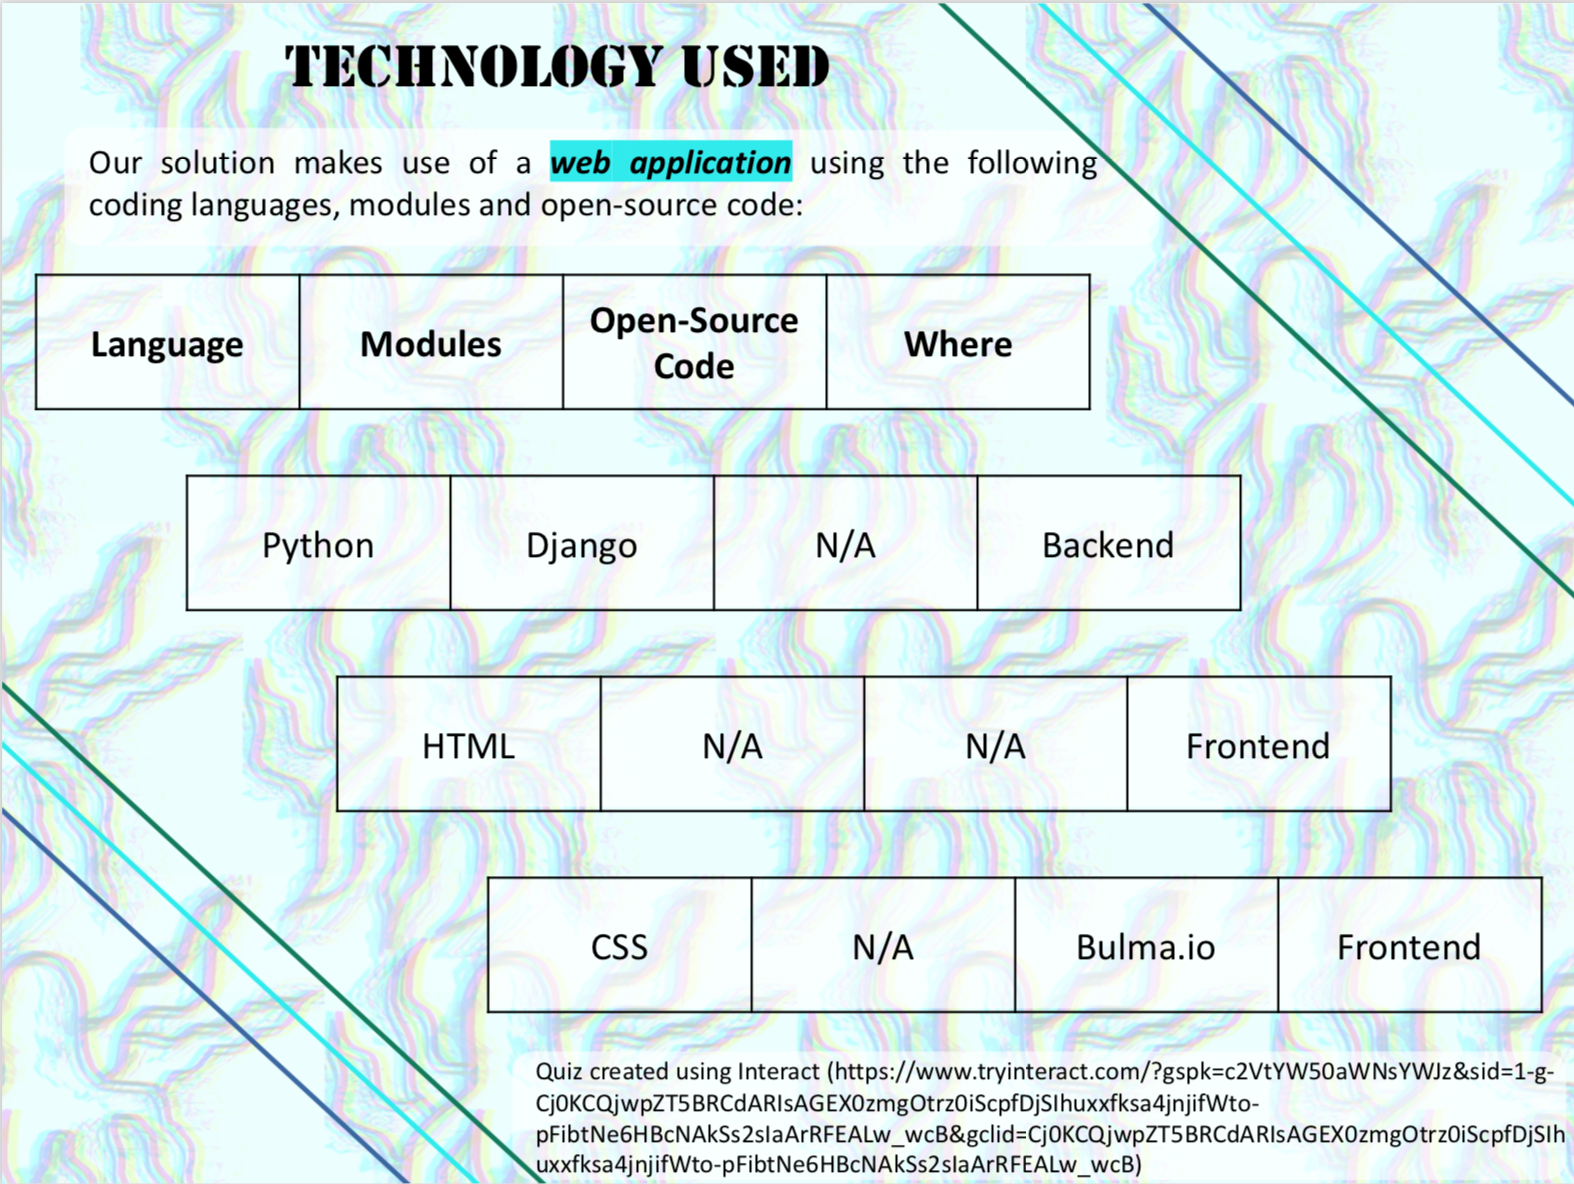 TECHNOLOGY USED
Our solution makes use of a web application using the following
coding languages, modules and open-source code:
Language Modules Open-Source Code Where
Python Django N/A Backend
HTML N/A N/A Frontend
CSS N/A Bulma.io Frontend
Quiz created using Interact (https://www.tryinteract.com/?gspk=c2VtYW50aWNsYWJz&sid=1-g-
Cj0KCQjwpZT5BRCdARIsAGEX0zmgOtrz0iScpfDjSIhuxxfksa4jnjifWto-
pFibtNe6HBcNAkSs2sIaArRFEALw_wcB&gclid=Cj0KCQjwpZT5BRCdARIsAGEX0zmgOtrz0iScpfDjSIh
uxxfksa4jnjifWto-pFibtNe6HBcNAkSs2sIaArRFEALw_wcB)